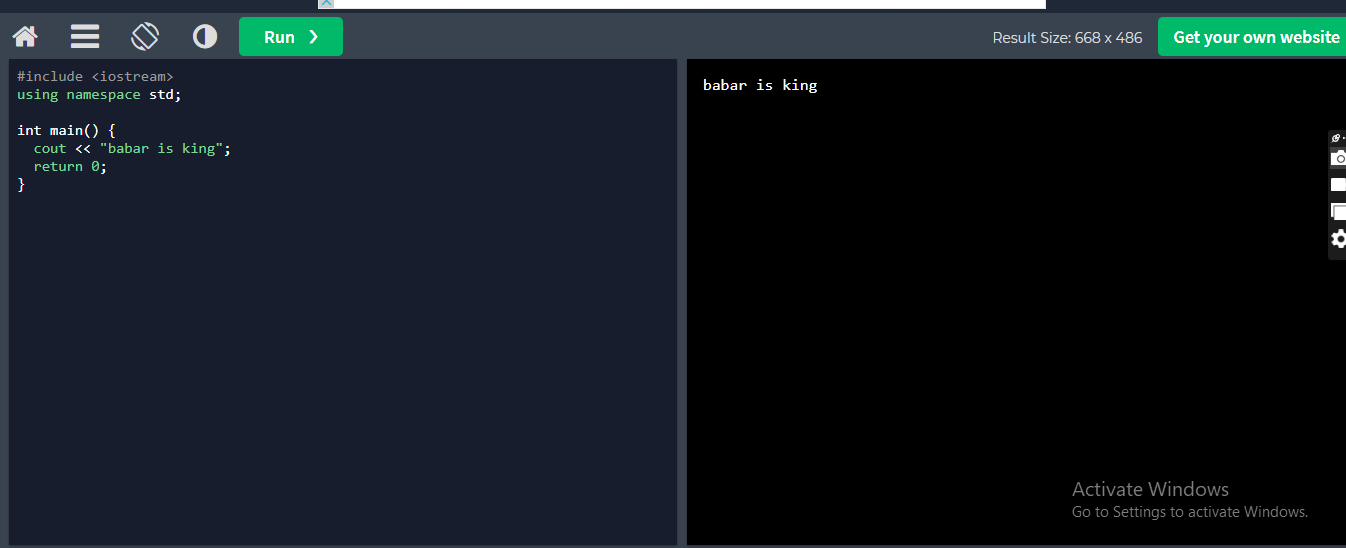 Run ❯
Result Size: 668 x 486
Get your own website
#include <iostream>
using namespace std;
int main() {
  cout << "babar is king";
  return 0;
}
babar is king
Activate Windows
Go to Settings to activate Windows.